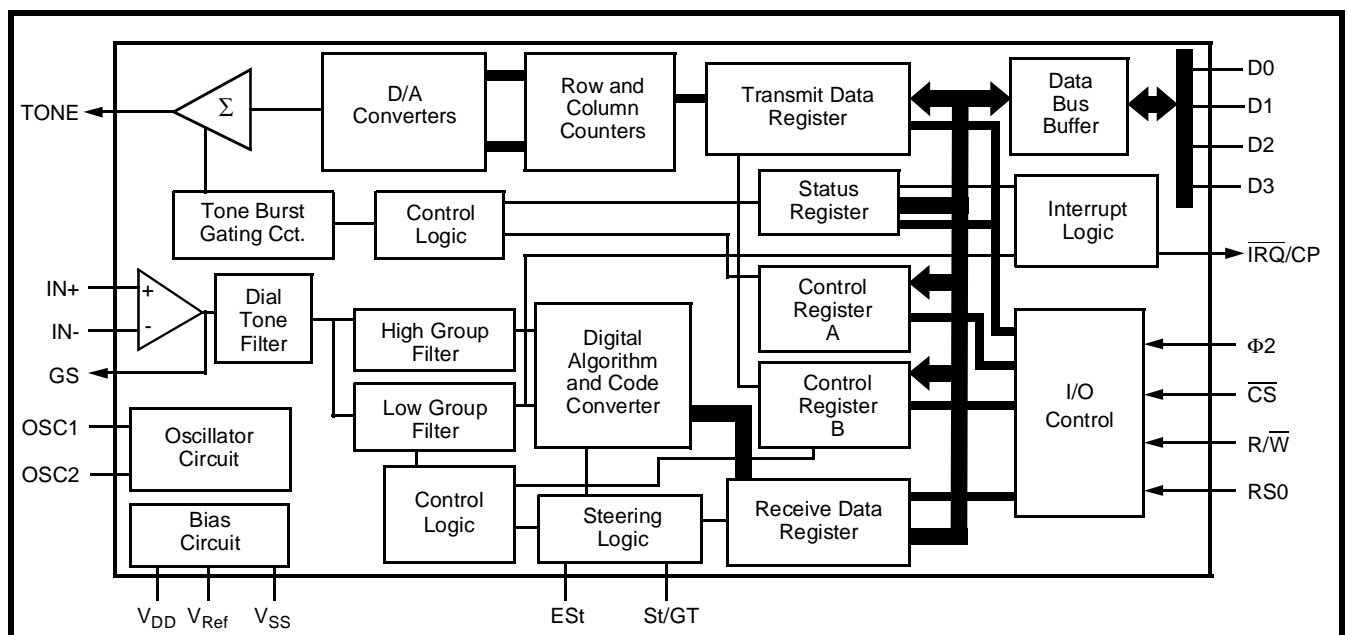 TONE
Σ
D/A
Converters
Row and
Column
Counters
Transmit Data
Register
Data
Bus
Buffer
D0
D1
D2
D3
Tone Burst
Gating Cct.
Control
Logic
Status
Register
Interrupt
Logic
I̅R̅Q̅/CP
IN+
IN-
GS
+
-
Dial
Tone
Filter
High Group
Filter
Low Group
Filter
Digital
Algorithm
and Code
Converter
Control
Register
A
Control
Register
B
I/O
Control
Φ2
C̅S̅
R/W̅
RS0
OSC1
OSC2
Oscillator
Circuit
Bias
Circuit
Control
Logic
Steering
Logic
Receive Data
Register
VDD
VRef
VSS
ESt
St/GT